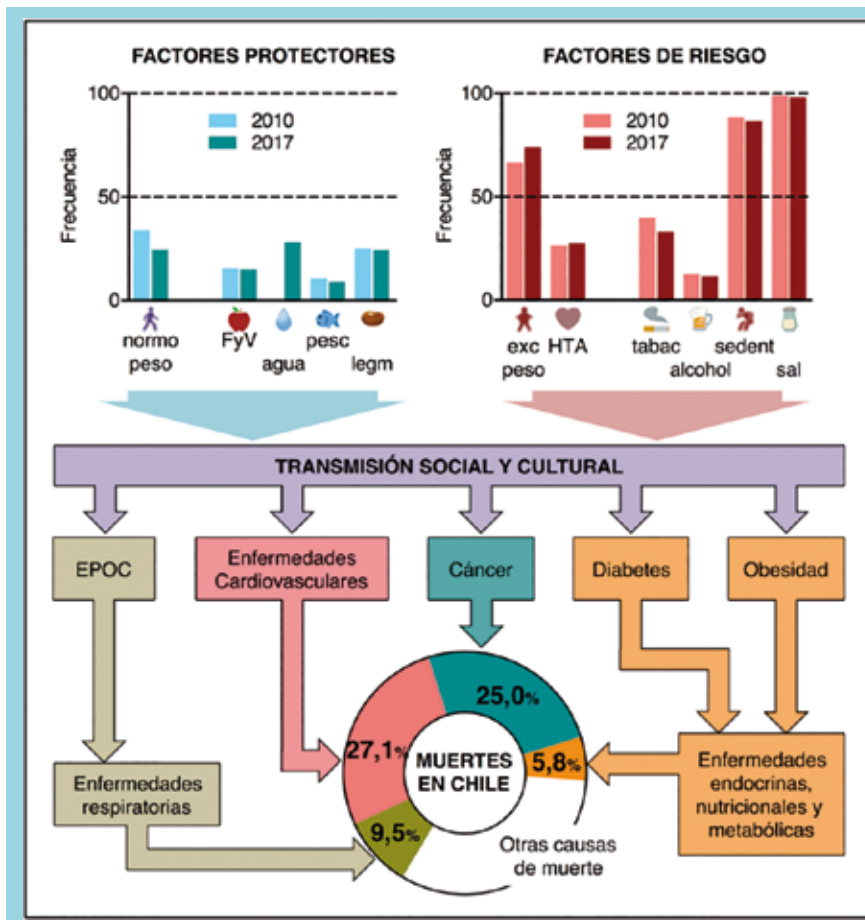 FACTORES PROTECTORES
100
50
0
Frecuencia
2010
2017
normo
peso
FyV
agua
pesc
legm
FACTORES DE RIESGO
100
50
0
Frecuencia
2010
2017
exc
peso
HTA
tabac
alcohol
sedent
sal
TRANSMISIÓN SOCIAL Y CULTURAL
EPOC
Enfermedades
Cardiovasculares
Cáncer
Diabetes
Obesidad
25,0%
27,1%
5,8%
9,5%
MUERTES
EN CHILE
Otras causas
de muerte
Enfermedades
respiratorias
Enfermedades
endocrinas,
nutricionales y
metabólicas